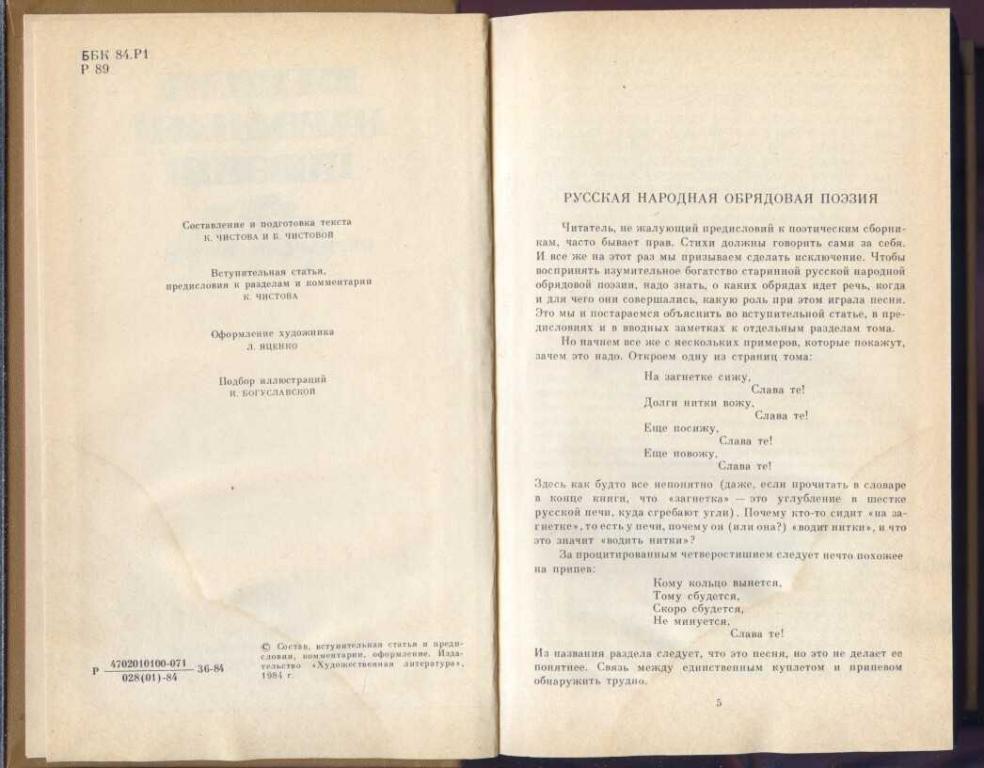 ББК 84.Р1
Р 89
Составление и подготовка текста
К. ЧИСТОВА И Б. ЧИСТОВОЙ
Вступительная статья,
предисловия к разделам и комментарии
К. ЧИСТОВА
Оформление художника
Л. ЯЦЕНКО
Подбор иллюстраций
И. БОГУСЛАВСКОЙ
Р 4702010100-071 36-84
028(01)-84
© Состав, вступительная статья и преди-
словия, комментарии, оформление. Изда-
тельство «Художественная литература»,
1984 г.
РУССКАЯ НАРОДНАЯ ОБРЯДОВАЯ ПОЭЗИЯ
Читатель, не жалующий предисловий к поэтическим сборни-
кам, часто бывает прав. Стихи должны говорить сами за себя.
И все же на этот раз мы призываем сделать исключение. Чтобы
воспринять изумительное богатство старинной русской народной
обрядовой поэзии, надо знать, о каких обрядах идет речь, когда
и для чего они совершались, какую роль при этом играла песня.
Это мы и постараемся объяснить во вступительной статье, в пре-
дисловиях и в вводных заметках к отдельным разделам тома.
Но начнем все же с нескольких примеров, которые покажут,
зачем это надо. Откроем одну из страниц тома:
На загнетке сижу,
Слава те!
Долги нитки вожу,
Слава те!
Еще посижу,
Слава те!
Еще повожу,
Слава те!
Здесь как будто все непонятно (даже, если прочитать в словаре
в конце книги, что «загнетка» — это углубление в шестке
русской печи, куда сгребают угли). Почему кто-то сидит «на за-
гнетке», то есть у печи, почему он (или она?) «водит нитки», и что
это значит «водить нитки»?
За процитированным четверостишием следует нечто похожее
на припев:
Кому кольцо вынется,
Тому сбудется,
Скоро сбудется,
Не минуется,
Слава те!
Из названия раздела следует, что это песня, но это не делает ее
понятнее. Связь между единственным куплетом и припевом
обнаружить трудно.
5